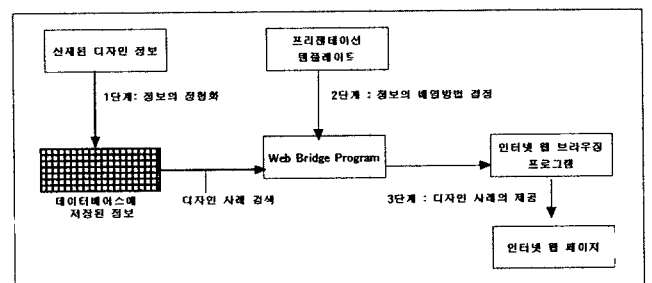 산재된 디자인 정보
프리젠테이션
템플레이트
1단계: 정보의 정형화
2단계 : 정보의 배열방법 결정
Web Bridge Program
인터넷 웹 브라우징
프로그램
데이터베이스에
저장된 정보
디자인 사례 검색
3단계 : 디자인 사례의 제공
인터넷 웹 페이지